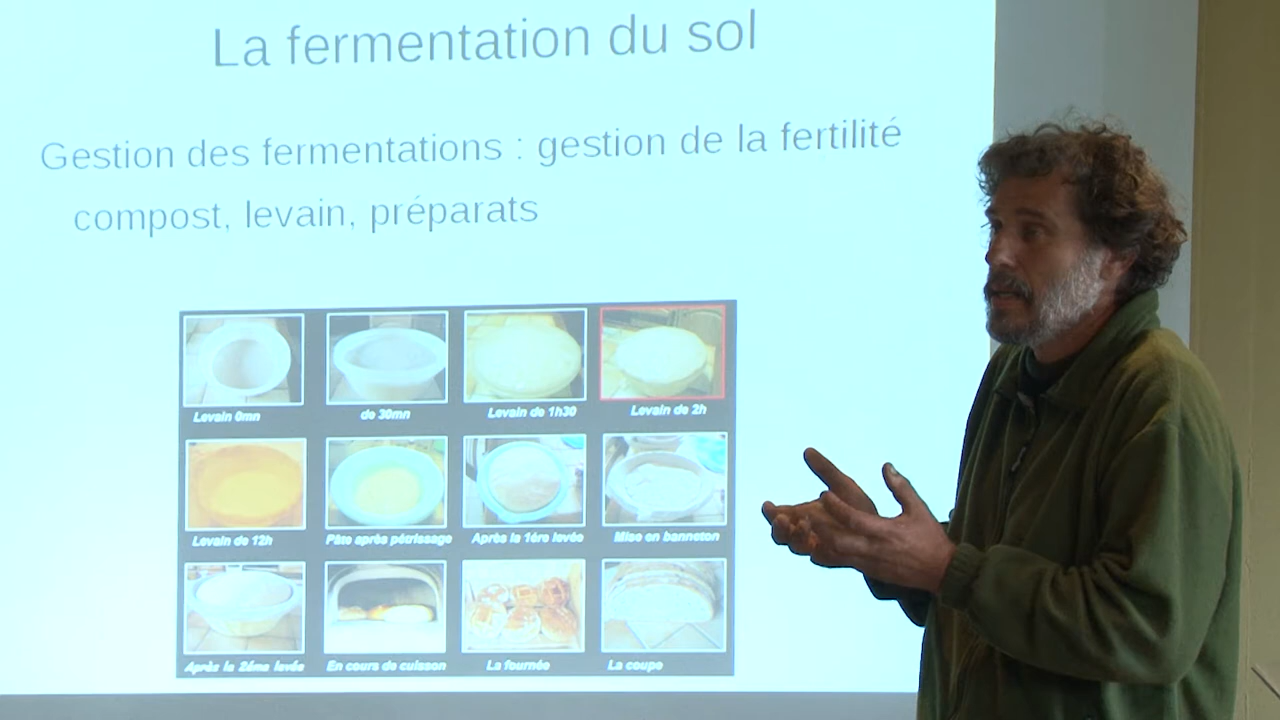 La fermentation du sol
Gestion des fermentations : gestion de la fertilité
compost, levain, préparats
Levain 0mn
de 30mn
Levain de 1h30
Levain de 2h
Levain de 12h
Pâte après pétrissage
Après la 1ére levée
Mise en banneton
Après la 2éme levée
En cours de cuisson
La fournée
La coupe